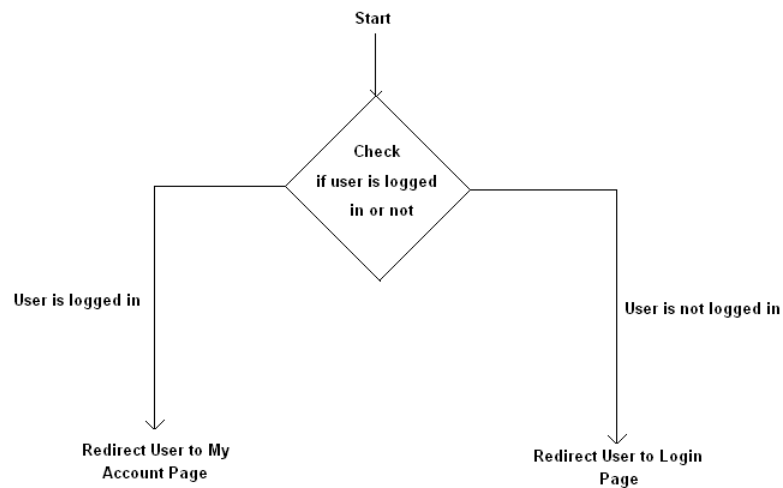 Start
Check
if user is logged
in or not
User is logged in
User is not logged in
Redirect User to My
Account Page
Redirect User to Login
Page